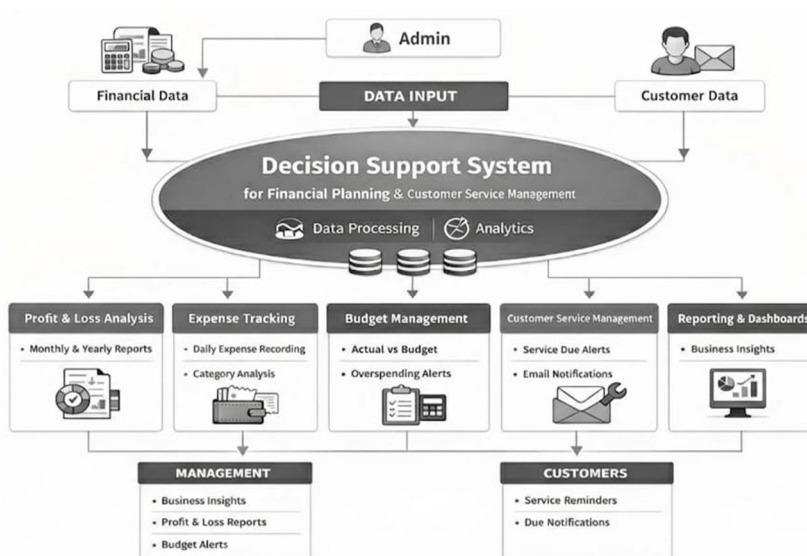 Admin
Financial Data
DATA INPUT
Customer Data
Decision Support System
for Financial Planning & Customer Service Management
Data Processing | Analytics
Profit & Loss Analysis
• Monthly & Yearly Reports
Expense Tracking
• Daily Expense Recording
• Category Analysis
Budget Management
• Actual vs Budget
• Overspending Alerts
Customer Service Management
• Service Due Alerts
• Email Notifications
Reporting & Dashboards
• Business Insights
MANAGEMENT
• Business Insights
• Profit & Loss Reports
• Budget Alerts
CUSTOMERS
• Service Reminders
• Due Notifications